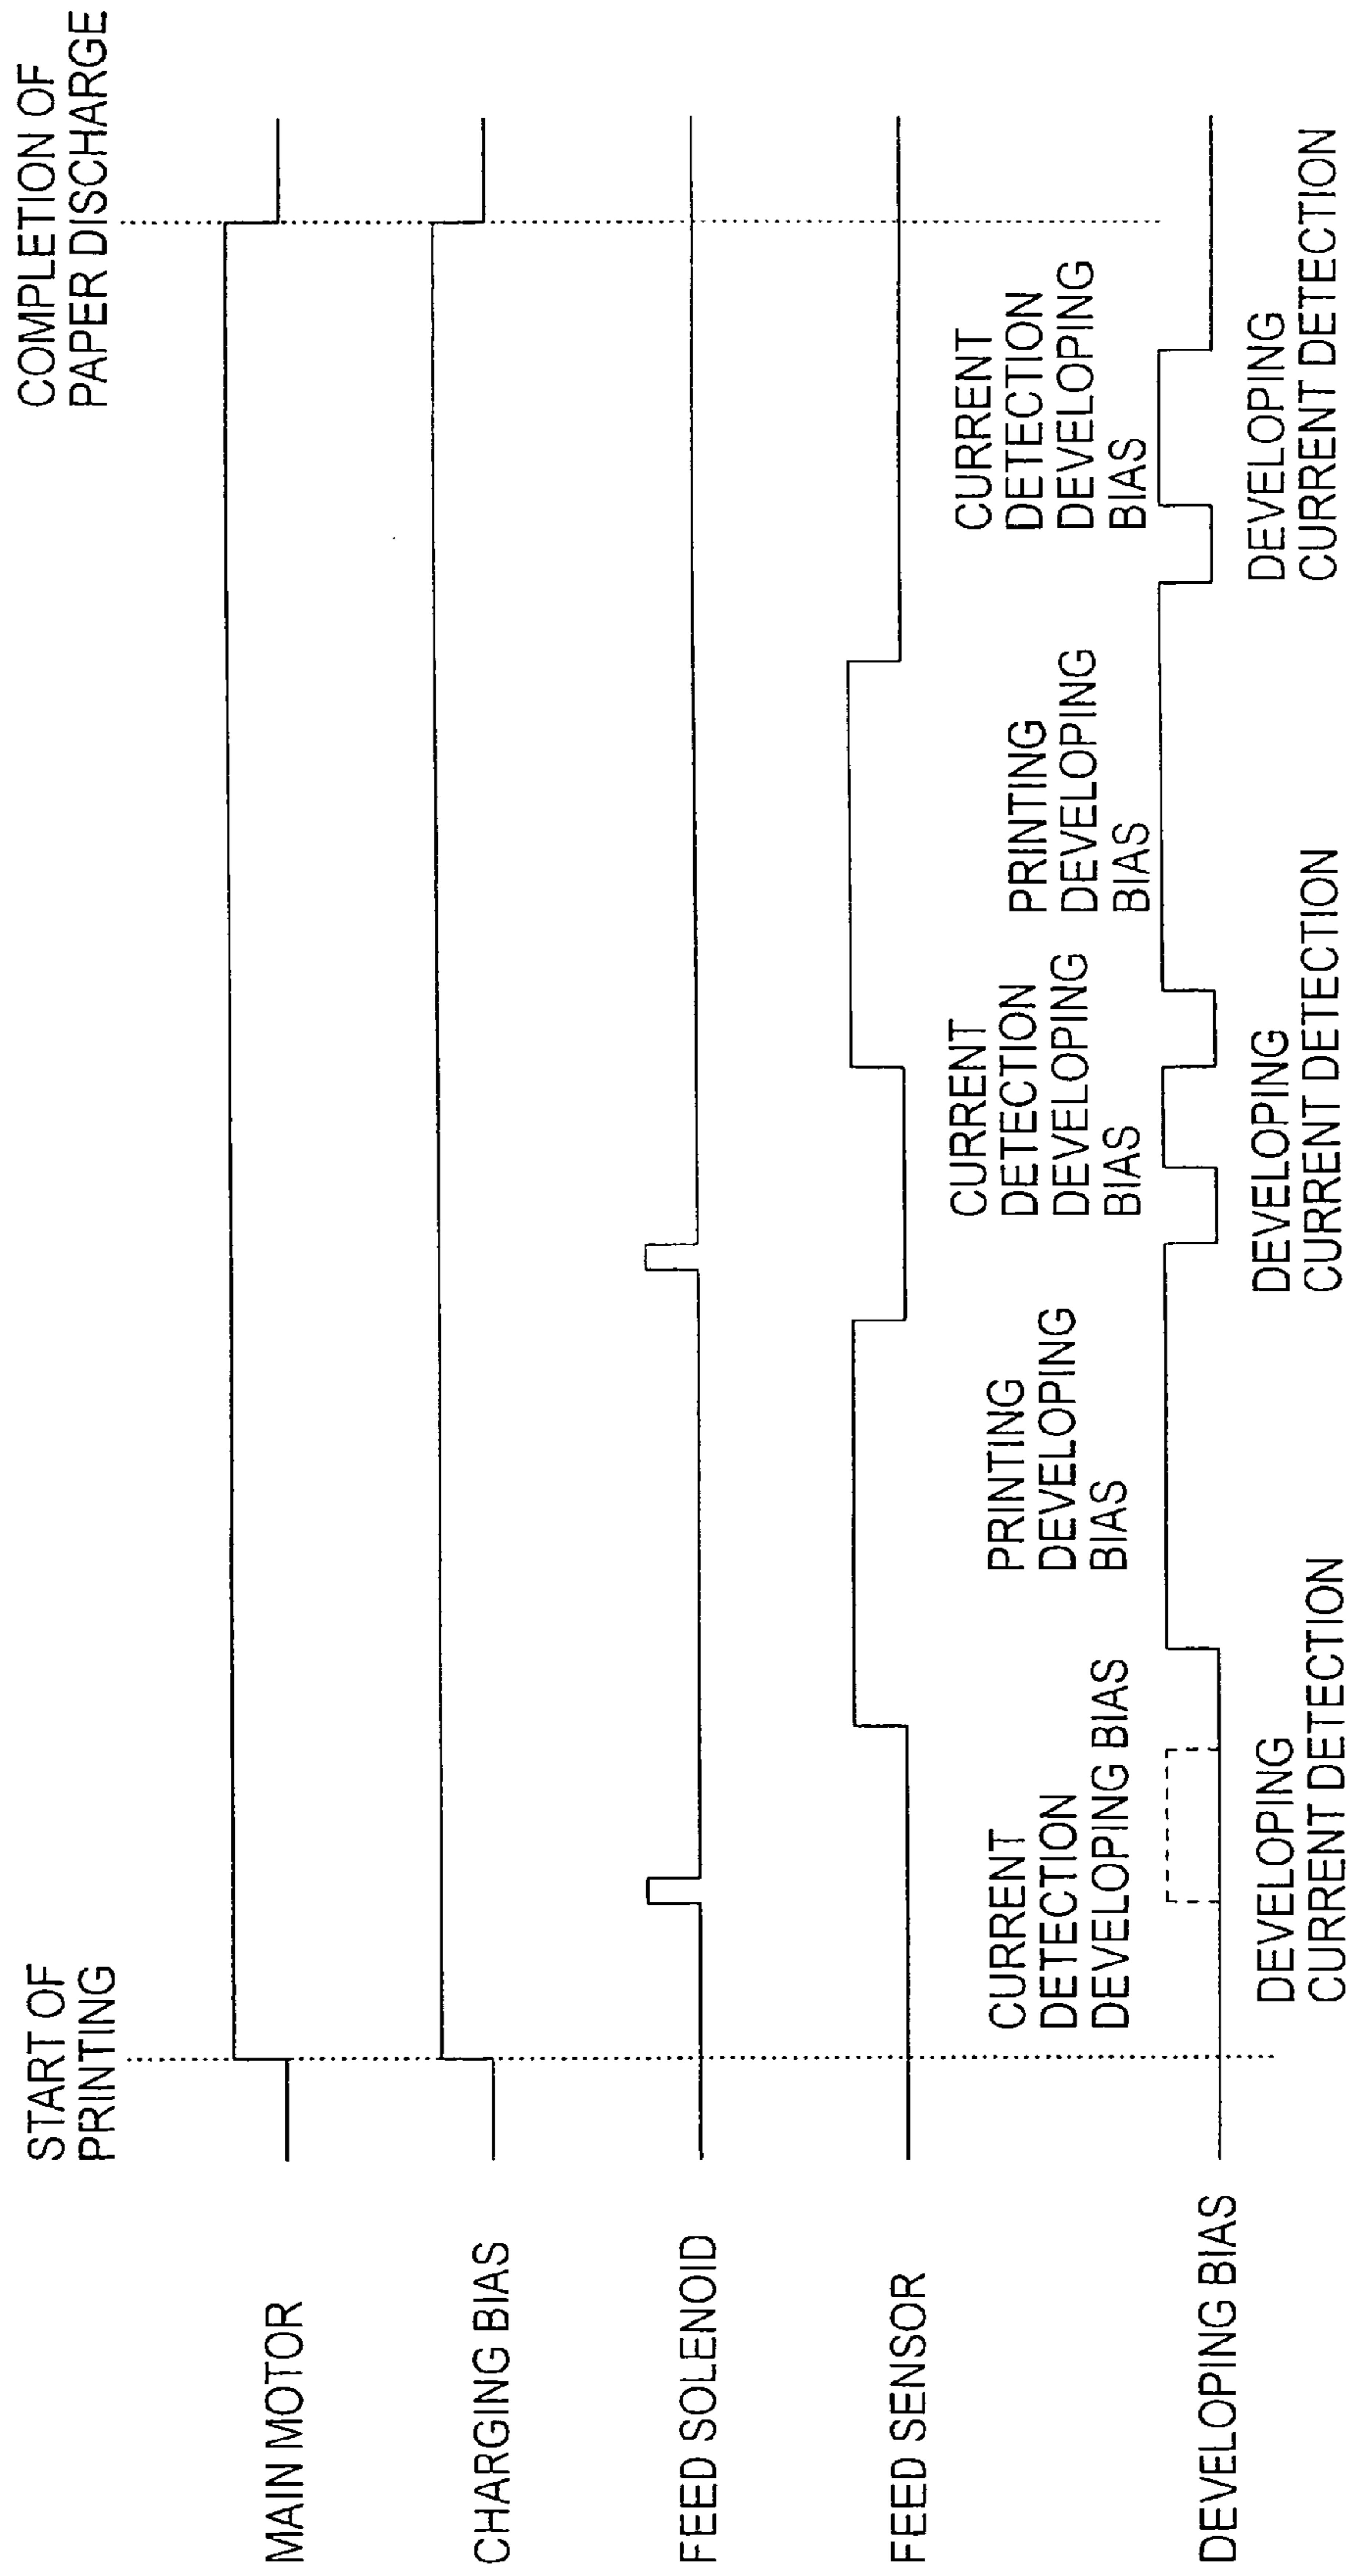 START OF
PRINTING
COMPLETION OF
PAPER DISCHARGE
MAIN MOTOR
CHARGING BIAS
FEED SOLENOID
FEED SENSOR
CURRENT
DETECTION
DEVELOPING BIAS
PRINTING
DEVELOPING
BIAS
CURRENT
DETECTION
DEVELOPING
BIAS
PRINTING
DEVELOPING
BIAS
CURRENT
DETECTION
DEVELOPING
BIAS
DEVELOPING BIAS
DEVELOPING
CURRENT DETECTION
DEVELOPING
CURRENT DETECTION
DEVELOPING
CURRENT DETECTION